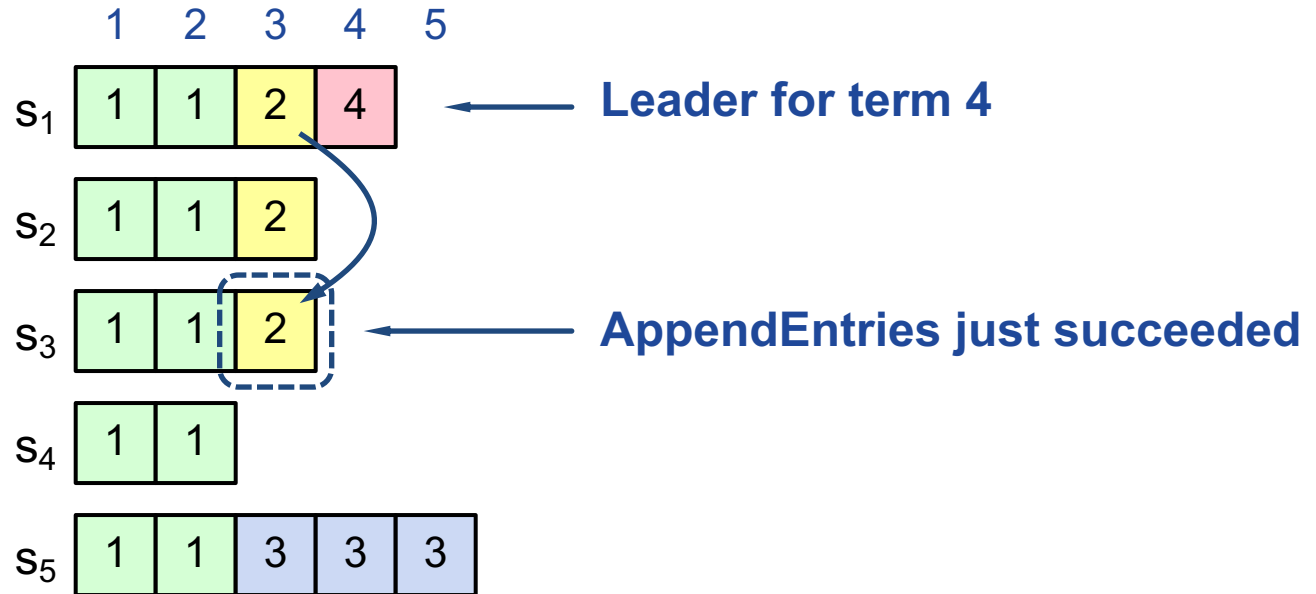 1 2 3 4 5
s1 1 1 2 4 Leader for term 4
s2 1 1 2
s3 1 1 2 AppendEntries just succeeded
s4 1 1
s5 1 1 3 3 3